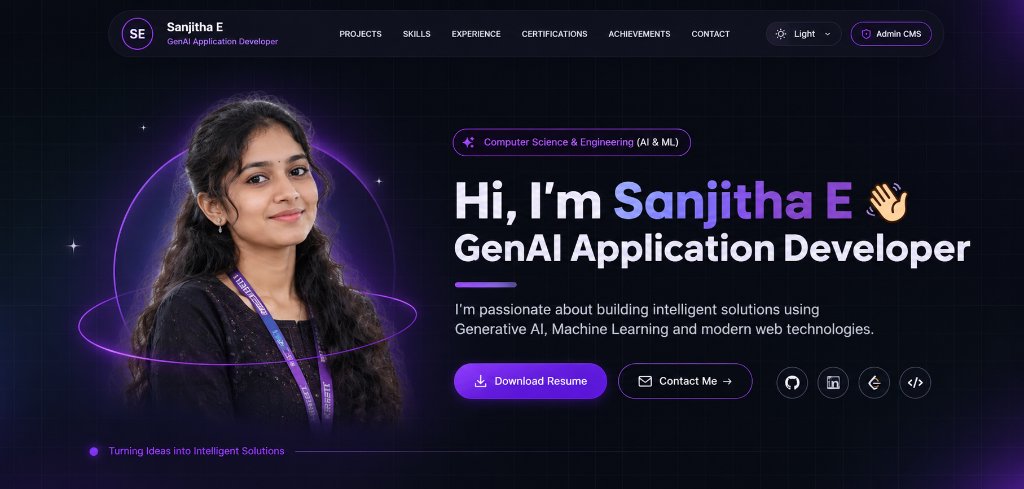 SE
Sanjitha E
GenAI Application Developer
PROJECTS
SKILLS
EXPERIENCE
CERTIFICATIONS
ACHIEVEMENTS
CONTACT
Light
Admin CMS
Computer Science & Engineering (AI & ML)
Hi, I'm Sanjitha E 👋
GenAI Application Developer
I'm passionate about building intelligent solutions using
Generative AI, Machine Learning and modern web technologies.
Download Resume
Contact Me →
Turning Ideas into Intelligent Solutions